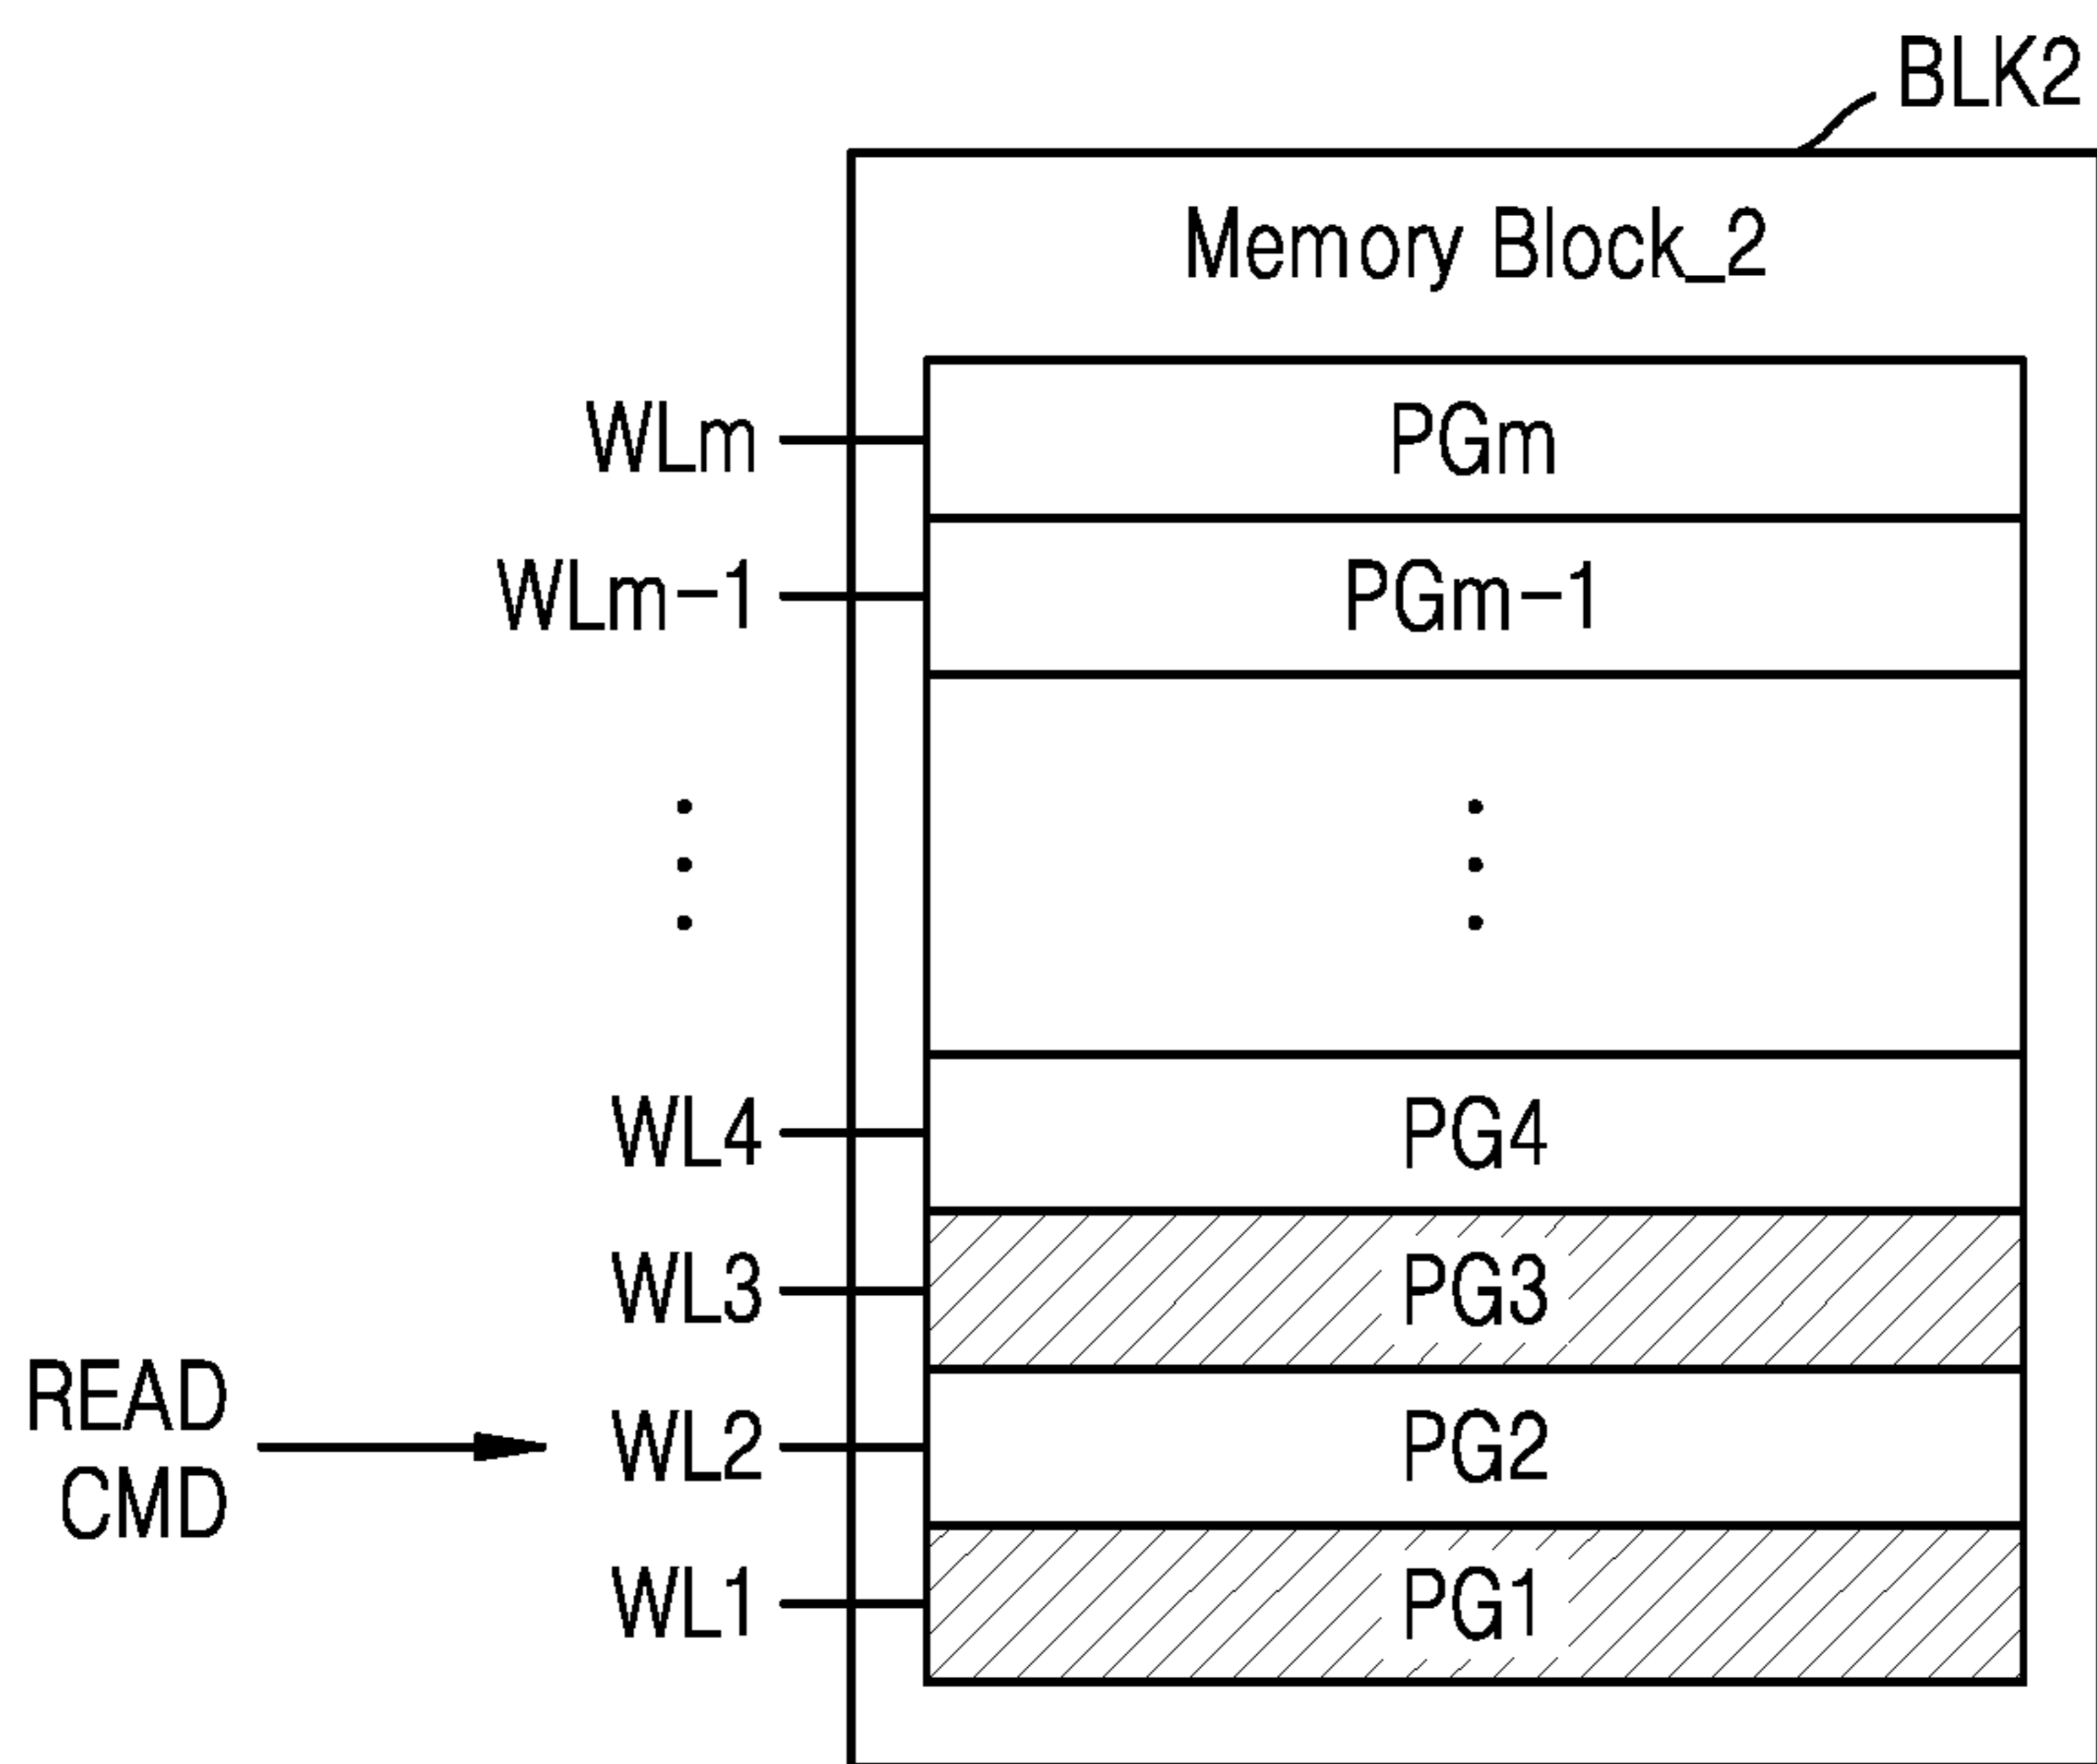 BLK2
Memory Block_2
WLm PGm
WLm-1 PGm-1
WL4 PG4
WL3 PG3
READ
CMD
WL2 PG2
WL1 PG1